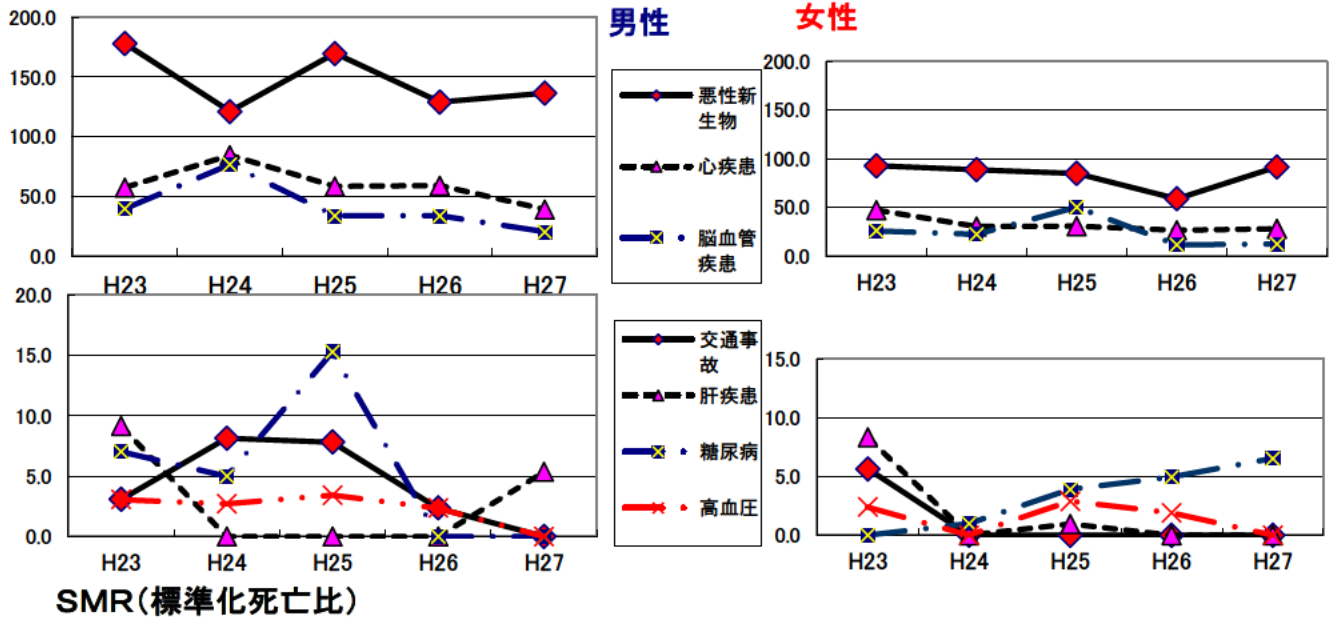 男性
女性
200.0
150.0
100.0
50.0
0.0
H23
H24
H25
H26
H27
悪性新
生物
心疾患
脳血管
疾患
200.0
150.0
100.0
50.0
0.0
H23
H24
H25
H26
H27
20.0
15.0
10.0
5.0
0.0
H23
H24
H25
H26
H27
交通事
故
肝疾患
糖尿病
高血圧
15.0
10.0
5.0
0.0
H23
H24
H25
H26
H27
SMR(標準化死亡比)